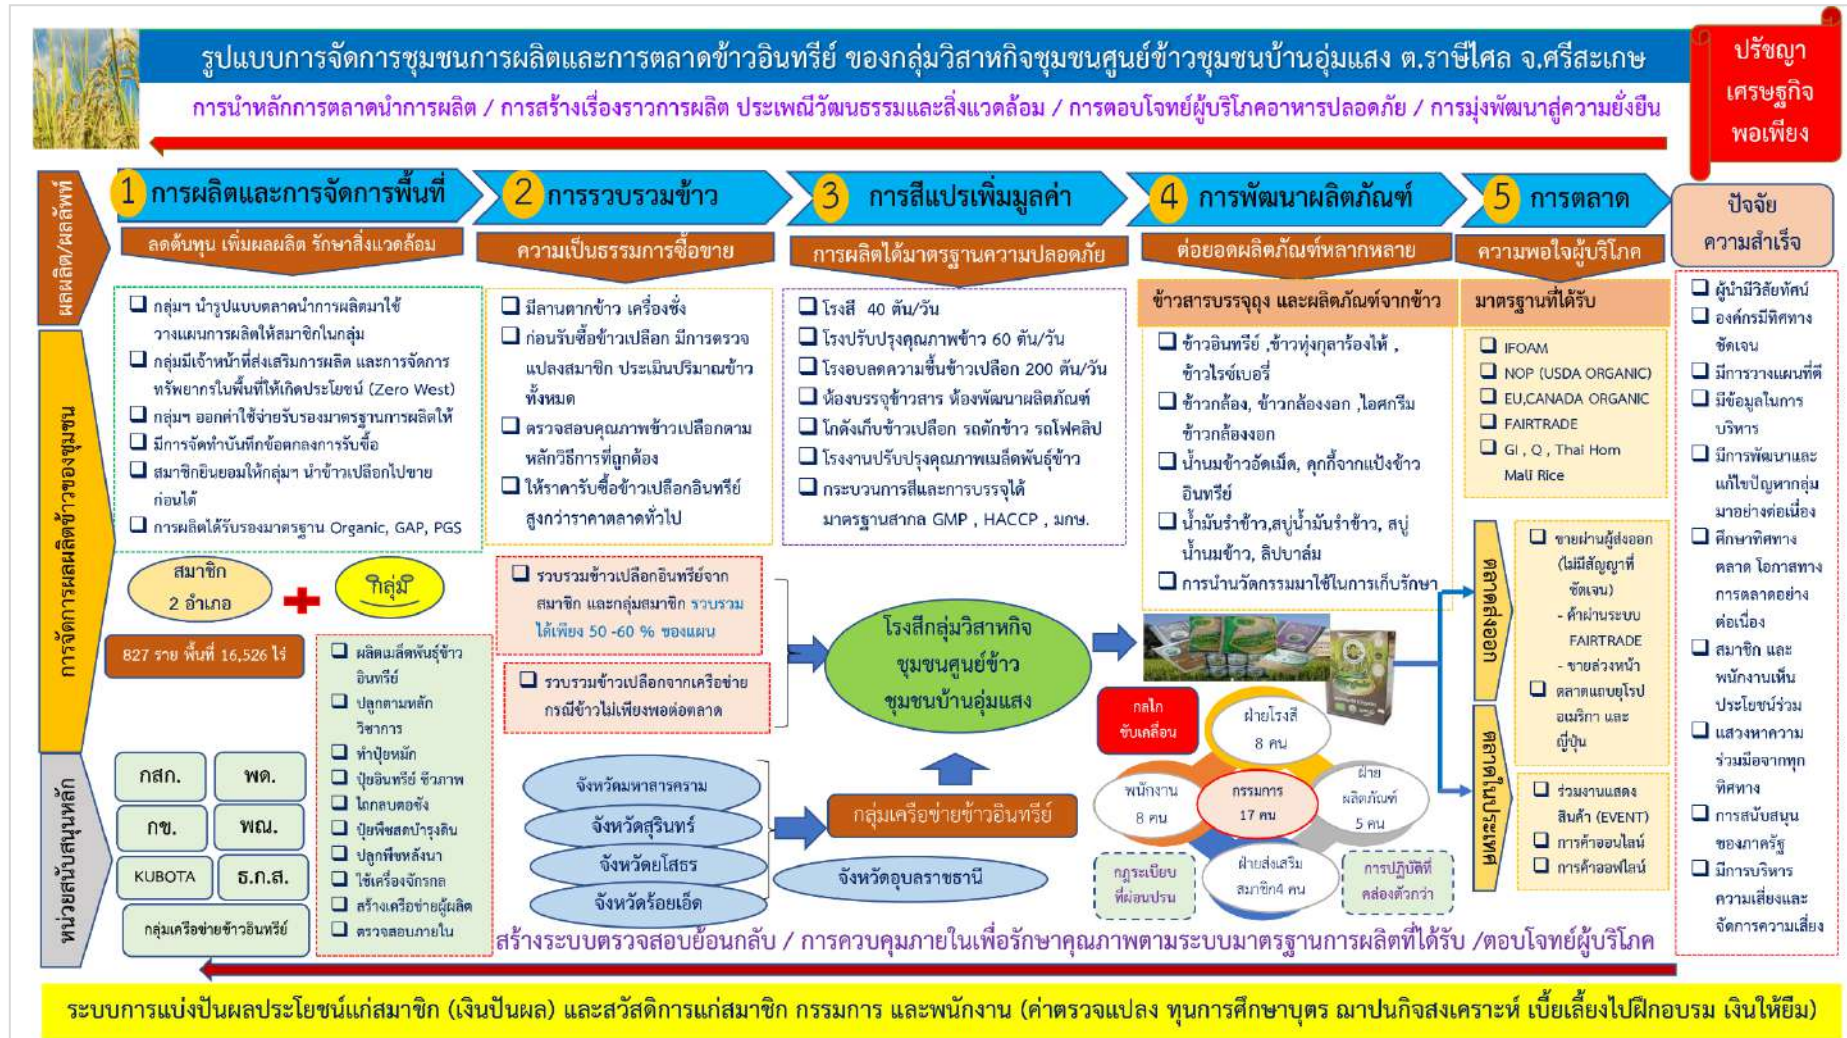 รูปแบบการจัดการชุมชนการผลิตและการตลาดข้าวอินทรีย์ ของกลุ่มวิสาหกิจชุมชนศูนย์ข้าวชุมชนบ้านอุ่มแสง ต.ราษีไศล จ.ศรีสะเกษ
การนำหลักการตลาดนำการผลิต / การสร้างเรื่องราวการผลิต ประเพณีวัฒนธรรมและสิ่งแวดล้อม / การตอบโจทย์ผู้บริโภคอาหารปลอดภัย / การมุ่งพัฒนาสู่ความยั่งยืน
ปรัชญา
เศรษฐกิจ
พอเพียง
ผลผลิต/ผลลัพท์
การจัดการผลผลิตข้าวของชุมชน
หน่วยสนับสนุนหลัก
1 การผลิตและการจัดการพื้นที่
ลดต้นทุน เพิ่มผลผลิต รักษาสิ่งแวดล้อม
กลุ่มฯ นำรูปแบบตลาดนำการผลิตมาใช้
วางแผนการผลิตให้สมาชิกในกลุ่ม
กลุ่มมีเจ้าหน้าที่ส่งเสริมการผลิต และการจัดการ
ทรัพยากรในพื้นที่ให้เกิดประโยชน์ (Zero West)
กลุ่มฯ ออกค่าใช้จ่ายรับรองมาตรฐานการผลิตให้
มีการจัดทำบันทึกข้อตกลงการรับซื้อ
สมาชิกยินยอมให้กลุ่มฯ นำข้าวเปลือกไปขาย
ก่อนได้
การผลิตได้รับรองมาตรฐาน Organic, GAP, PGS
สมาชิก
2 อำเภอ
กลุ่ม
827 ราย พื้นที่ 16,526 ไร่
ผลิตเมล็ดพันธุ์ข้าว
อินทรีย์
ปลูกตามหลัก
วิชาการ
ทำปุ๋ยหมัก
ปุ๋ยอินทรีย์ ชีวภาพ
ไถกลบตอซัง
ปุ๋ยพืชสดบำรุงดิน
ปลูกพืชหลังนา
ใช้เครื่องจักรกล
สร้างเครือข่ายผู้ผลิต
ตรวจสอบภายใน
กสก.
พด.
กข.
พณ.
KUBOTA
ธ.ก.ส.
กลุ่มเครือข่ายข้าวอินทรีย์
2 การรวบรวมข้าว
ความเป็นธรรมการซื้อขาย
มีลานตากข้าว เครื่องชั่ง
ก่อนรับซื้อข้าวเปลือก มีการตรวจ
แปลงสมาชิก ประเมินปริมาณข้าว
ทั้งหมด
ตรวจสอบคุณภาพข้าวเปลือกตาม
หลักวิธีการที่ถูกต้อง
ให้ราคารับซื้อข้าวเปลือกอินทรีย์
สูงกว่าราคาตลาดทั่วไป
รวบรวมข้าวเปลือกอินทรีย์จาก
สมาชิก และกลุ่มสมาชิก รวบรวม
ได้เพียง 50 -60 % ของแผน
รวบรวมข้าวเปลือกจากเครือข่าย
กรณีข้าวไม่เพียงพอต่อตลาด
จังหวัดมหาสารคราม
จังหวัดสุรินทร์
จังหวัดยโสธร
จังหวัดร้อยเอ็ด
3 การสีแปรเพิ่มมูลค่า
การผลิตได้มาตรฐานความปลอดภัย
โรงสี 40 ตัน/วัน
โรงปรับปรุงคุณภาพข้าว 60 ตัน/วัน
โรงอบลดความชื้นข้าวเปลือก 200 ตัน/วัน
ห้องบรรจุข้าวสาร ห้องพัฒนาผลิตภัณฑ์
โกดังเก็บข้าวเปลือก รถตักข้าว รถโฟคลิป
โรงงานปรับปรุงคุณภาพเมล็ดพันธุ์ข้าว
กระบวนการสีและการบรรจุได้
มาตรฐานสากล GMP , HACCP , มกษ.
โรงสีกลุ่มวิสาหกิจ
ชุมชนศูนย์ข้าว
ชุมชนบ้านอุ่มแสง
กลุ่มเครือข่ายข้าวอินทรีย์
จังหวัดอุบลราชธานี
4 การพัฒนาผลิตภัณฑ์
ต่อยอดผลิตภัณฑ์หลากหลาย
ข้าวสารบรรจุถุง และผลิตภัณฑ์จากข้าว
ข้าวอินทรีย์ ,ข้าวทุ่งกุลาร้องไห้ ,
ข้าวไรซ์เบอรี่
ข้าวกล้อง, ข้าวกล้องงอก ,ไอศกรีม
ข้าวกล้องงอก
น้ำนมข้าวอัดเม็ด, คุกกี้จากแป้งข้าว
อินทรีย์
น้ำมันรำข้าว,สบู่น้ำมันรำข้าว, สบู่
น้ำนมข้าว, ลิปบาล์ม
การนำนวัดกรรมมาใช้ในการเก็บรักษา
กลไก
ขับเคลื่อน
ฝ่ายโรงสี
8 คน
พนักงาน
8 คน
กรรมการ
17 คน
ฝ่าย
ผลิตภัณฑ์
5 คน
ฝ่ายส่งเสริม
สมาชิก4 คน
กฎระเบียบ
ที่ผ่อนปรน
การปฏิบัติที่
คล่องตัวกว่า
5 การตลาด
ความพอใจผู้บริโภค
มาตรฐานที่ได้รับ
IFOAM
NOP (USDA ORGANIC)
EU,CANADA ORGANIC
FAIRTRADE
GI , Q , Thai Hom
Mali Rice
ตลาดส่งออก
ขายผ่านผู้ส่งออก
(ไม่มีสัญญาที่
ชัดเจน)
- ค้าผ่านระบบ
FAIRTRADE
- ขายล่วงหน้า
ตลาดแถบยุโรป
อเมริกา และ
ญี่ปุ่น
ตลาดในประเทศ
ร่วมงานแสดง
สินค้า (EVENT)
การค้าออนไลน์
การค้าออฟไลน์
ปัจจัย
ความสำเร็จ
ผู้นำมีวิสัยทัศน์
องค์กรมีทิศทาง
ชัดเจน
มีการวางแผนที่ดี
มีข้อมูลในการ
บริหาร
มีการพัฒนาและ
แก้ไขปัญหากลุ่ม
มาอย่างต่อเนื่อง
ศึกษาทิศทาง
ตลาด โอกาสทาง
การตลาดอย่าง
ต่อเนื่อง
สมาชิก และ
พนักงานเห็น
ประโยชน์ร่วม
แสวงหาความ
ร่วมมือจากทุก
ทิศทาง
การสนับสนุน
ของภาครัฐ
มีการบริหาร
ความเสี่ยงและ
จัดการความเสี่ยง
สร้างระบบตรวจสอบย้อนกลับ / การควบคุมภายในเพื่อรักษาคุณภาพตามระบบมาตรฐานการผลิตที่ได้รับ /ตอบโจทย์ผู้บริโภค
ระบบการแบ่งปันผลประโยชน์แก่สมาชิก (เงินปันผล) และสวัสดิการแก่สมาชิก กรรมการ และพนักงาน (ค่าตรวจแปลง ทุนการศึกษาบุตร ฌาปนกิจสงเคราะห์ เบี้ยเลี้ยงไปฝึกอบรม เงินให้ยืม)